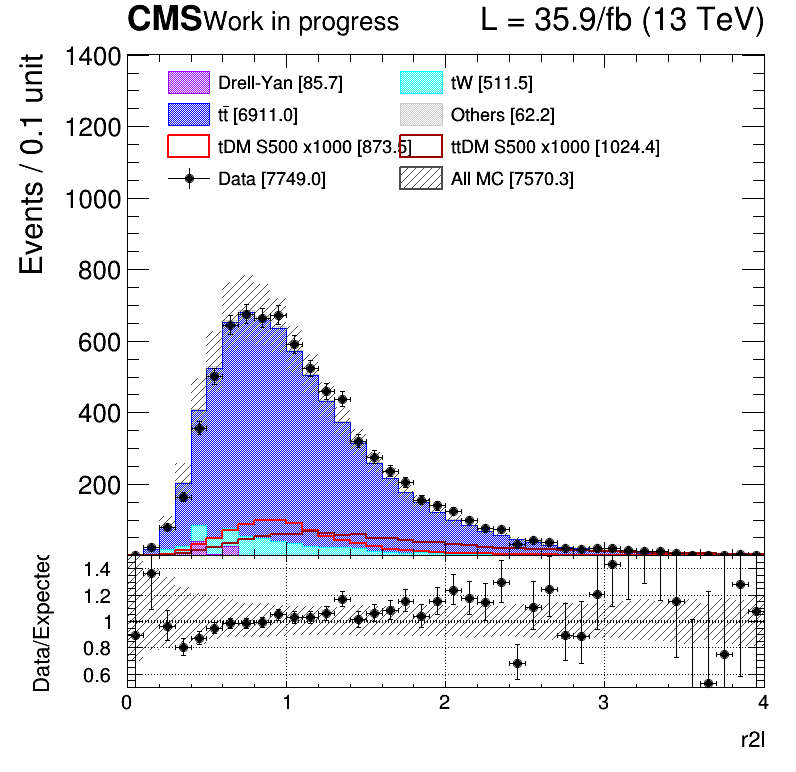 CMS Work in progress L = 35.9/fb (13 TeV)
Events / 0.1 unit
1400
1200
1000
800
600
400
200
Drell-Yan [85.7] tW [511.5]
tt̄ [6911.0] Others [62.2]
tDM S500 x1000 [873.5] ttDM S500 x1000 [1024.4]
Data [7749.0] All MC [7570.3]
Data/Expected
1.4
1.2
1
0.8
0.6
0 1 2 3 4
r2l